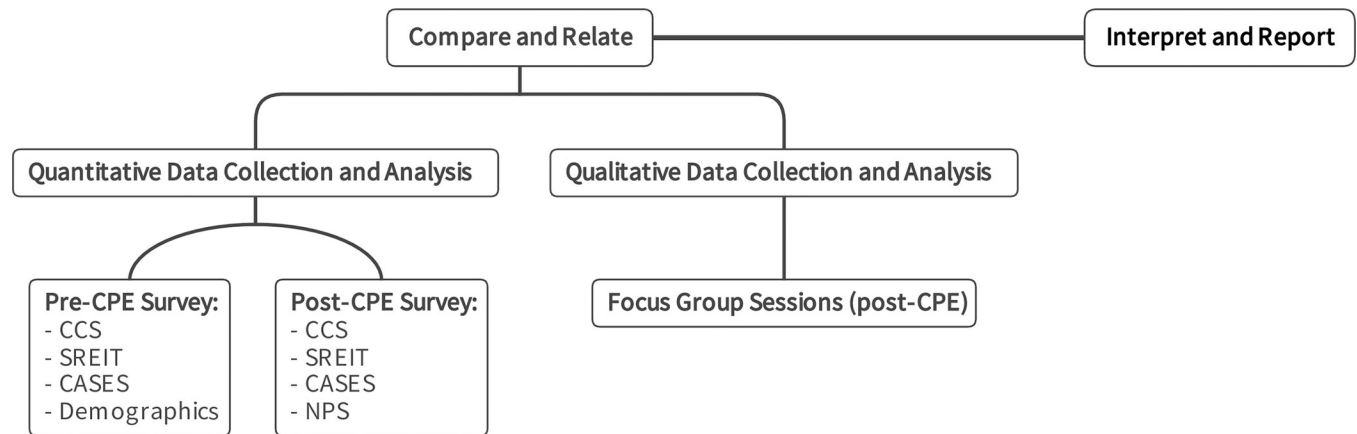 Compare and Relate
Interpret and Report
Quantitative Data Collection and Analysis
Qualitative Data Collection and Analysis
Pre-CPE Survey:
- CCS
- SREIT
- CASES
- Demographics
Post-CPE Survey:
- CCS
- SREIT
- CASES
- NPS
Focus Group Sessions (post-CPE)